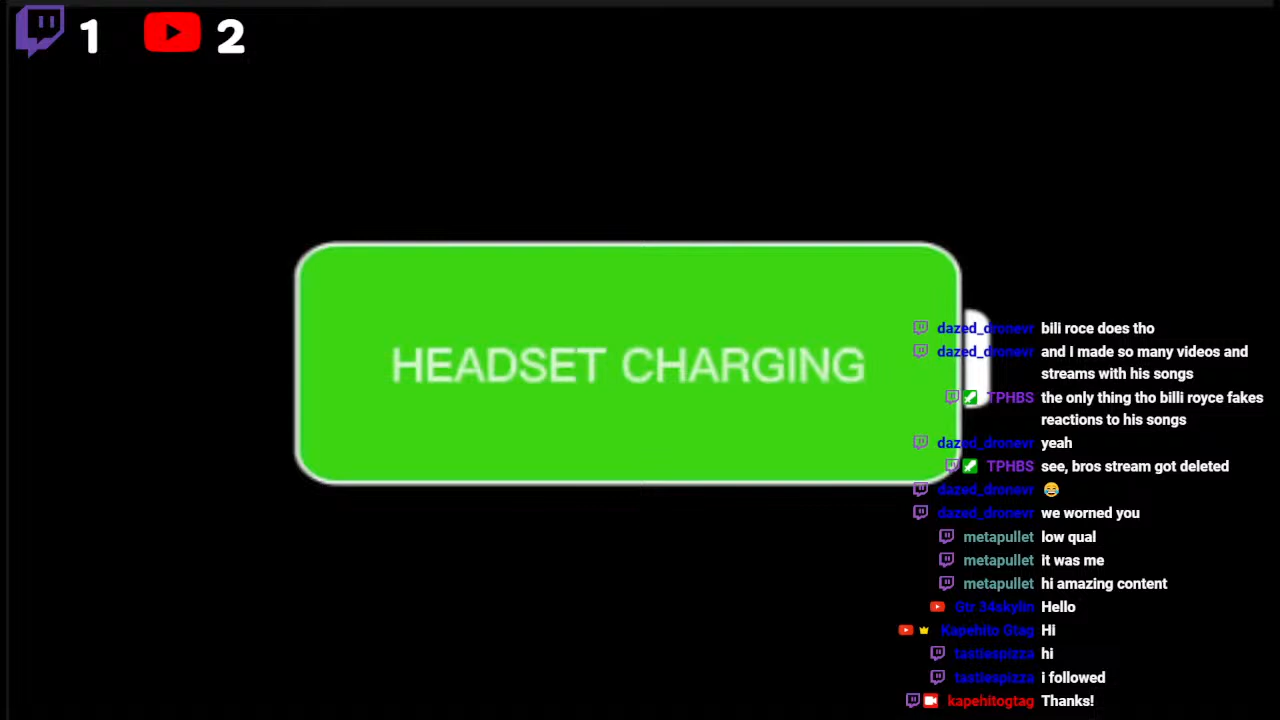 1 2
HEADSET CHARGING
dazed_dronevr bili roce does tho
dazed_dronevr and I made so many videos and
streams with his songs
TPHBS the only thing tho billi royce fakes
reactions to his songs
dazed_dronevr yeah
TPHBS see, bros stream got deleted
dazed_dronevr 😂
dazed_dronevr we worned you
metapullet low qual
metapullet it was me
metapullet hi amazing content
Gtr 34skylin Hello
Kapehito Gtag Hi
tastiespizza hi
tastiespizza i followed
kapehitogtag Thanks!